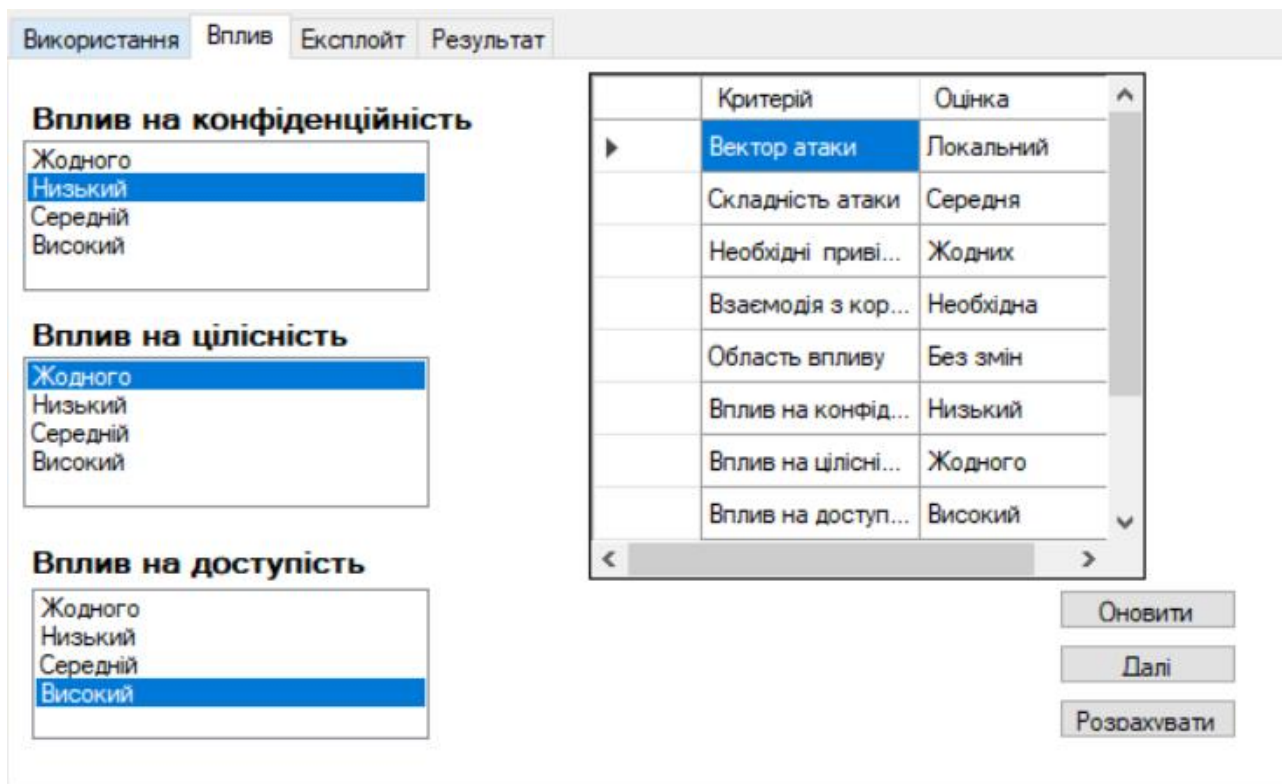 Використання Вплив Експлойт Результат
Вплив на конфіденційність
Жодного
Низький
Середній
Високий
Вплив на цілісність
Жодного
Низький
Середній
Високий
Вплив на доступість
Жодного
Низький
Середній
Високий
Критерій Оцінка
Вектор атаки Локальний
Складність атаки Середня
Необхідні приві... Жодних
Взаємодія з кор... Необхідна
Область впливу Без змін
Вплив на конфід... Низький
Вплив на цілісні... Жодного
Вплив на доступ... Високий
Оновити
Далі
Розрахувати